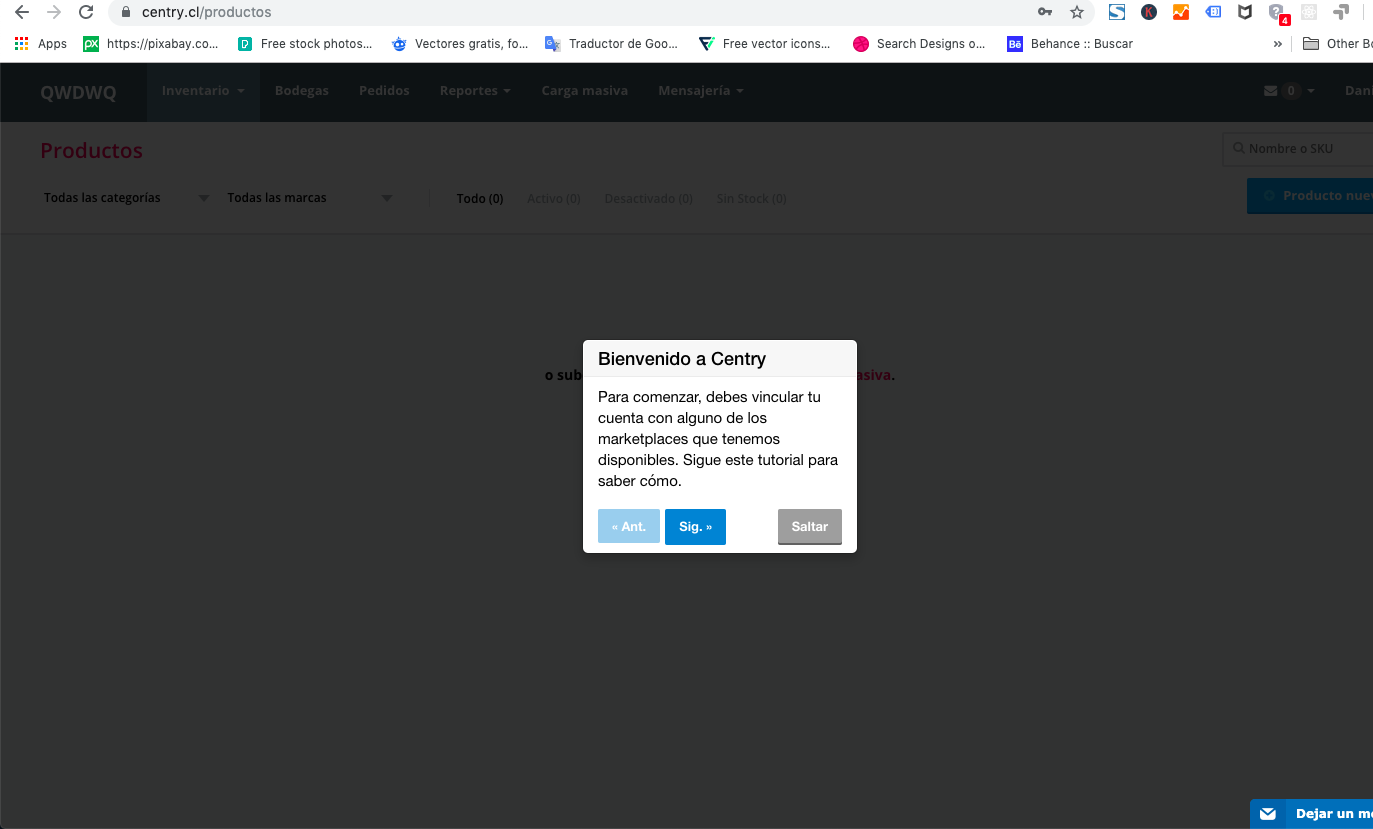 centry.cl/productos
4
Apps
https://pixabay.co...
Free stock photos...
Vectores gratis, fo...
Traductor de Goo...
Free vector icons...
Search Designs o...
Bē Behance :: Buscar
»
Other Bo
QWDWQ
Inventario
Bodegas
Pedidos
Reportes
Carga masiva
Mensajería
0
Dan
Productos
Nombre o SKU
Todas las categorías
Todas las marcas
Todo (0)
Activo (0)
Desactivado (0)
Sin Stock (0)
Producto nue
o sub
asiva.
Bienvenido a Centry
Para comenzar, debes vincular tu
cuenta con alguno de los
marketplaces que tenemos
disponibles. Sigue este tutorial para
saber cómo.
« Ant.
Sig. »
Saltar
Dejar un me